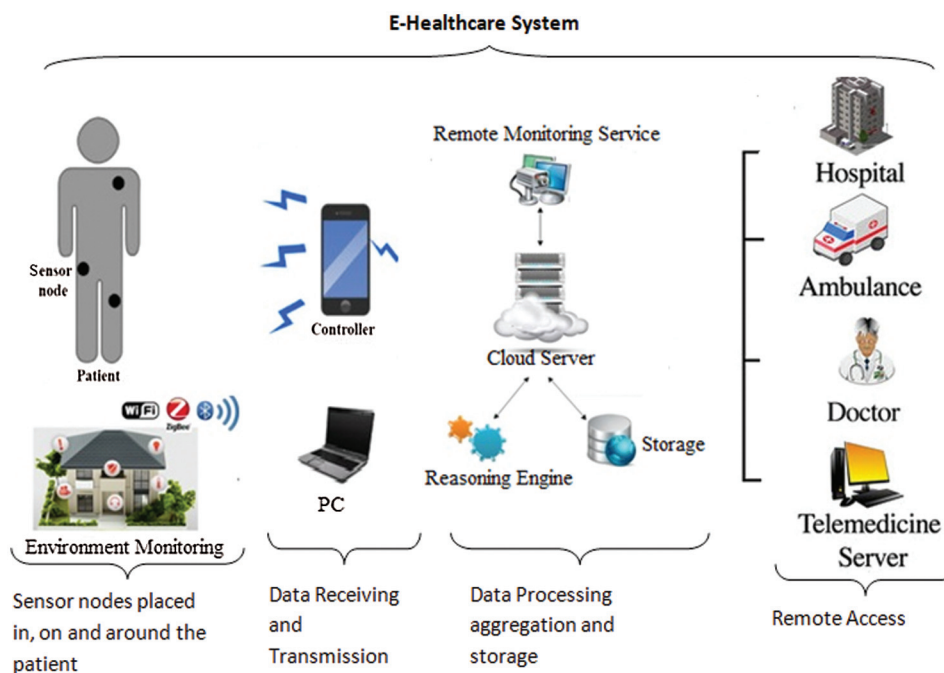 E-Healthcare System
Sensor
node
Patient
WiFi
ZigBee
Environment Monitoring
Sensor nodes placed
in, on and around the
patient
Controller
PC
Data Receiving
and
Transmission
Remote Monitoring Service
Cloud Server
Reasoning Engine
Storage
Data Processing
aggregation and
storage
Hospital
Ambulance
Doctor
Telemedicine
Server
Remote Access